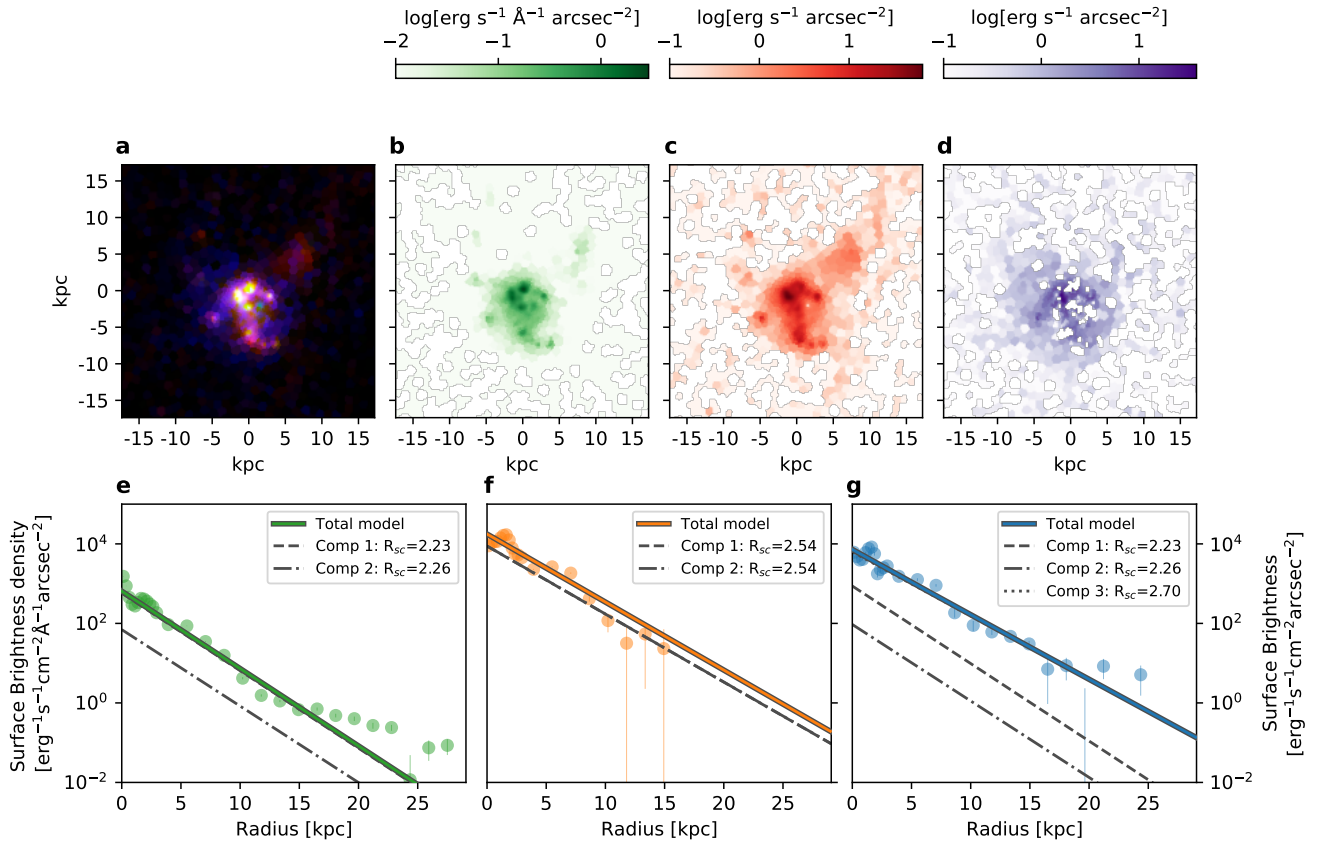 log[erg s⁻¹ Å⁻¹ arcsec⁻²] log[erg s⁻¹ arcsec⁻²] log[erg s⁻¹ arcsec⁻²]
−2 −1 0 −1 0 1 −1 0 1
a b c d
15
10
5
0
-5
-10
-15
kpc
-15 -10 -5 0 5 10 15 -15 -10 -5 0 5 10 15 -15 -10 -5 0 5 10 15 -15 -10 -5 0 5 10 15
kpc kpc kpc kpc
e f g
Surface Brightness density
[erg⁻¹s⁻¹cm⁻²Å⁻¹arcsec⁻²]
10⁴
10²
10⁰
10⁻²
Total model
Comp 1: R_sc=2.23
Comp 2: R_sc=2.26
0 5 10 15 20 25
Radius [kpc]
Total model
Comp 1: R_sc=2.54
Comp 2: R_sc=2.54
0 5 10 15 20 25
Radius [kpc]
Total model
Comp 1: R_sc=2.23
Comp 2: R_sc=2.26
Comp 3: R_sc=2.70
0 5 10 15 20 25
Radius [kpc]
10⁴
10²
10⁰
10⁻²
Surface Brightness
[erg⁻¹s⁻¹cm⁻²arcsec⁻²]